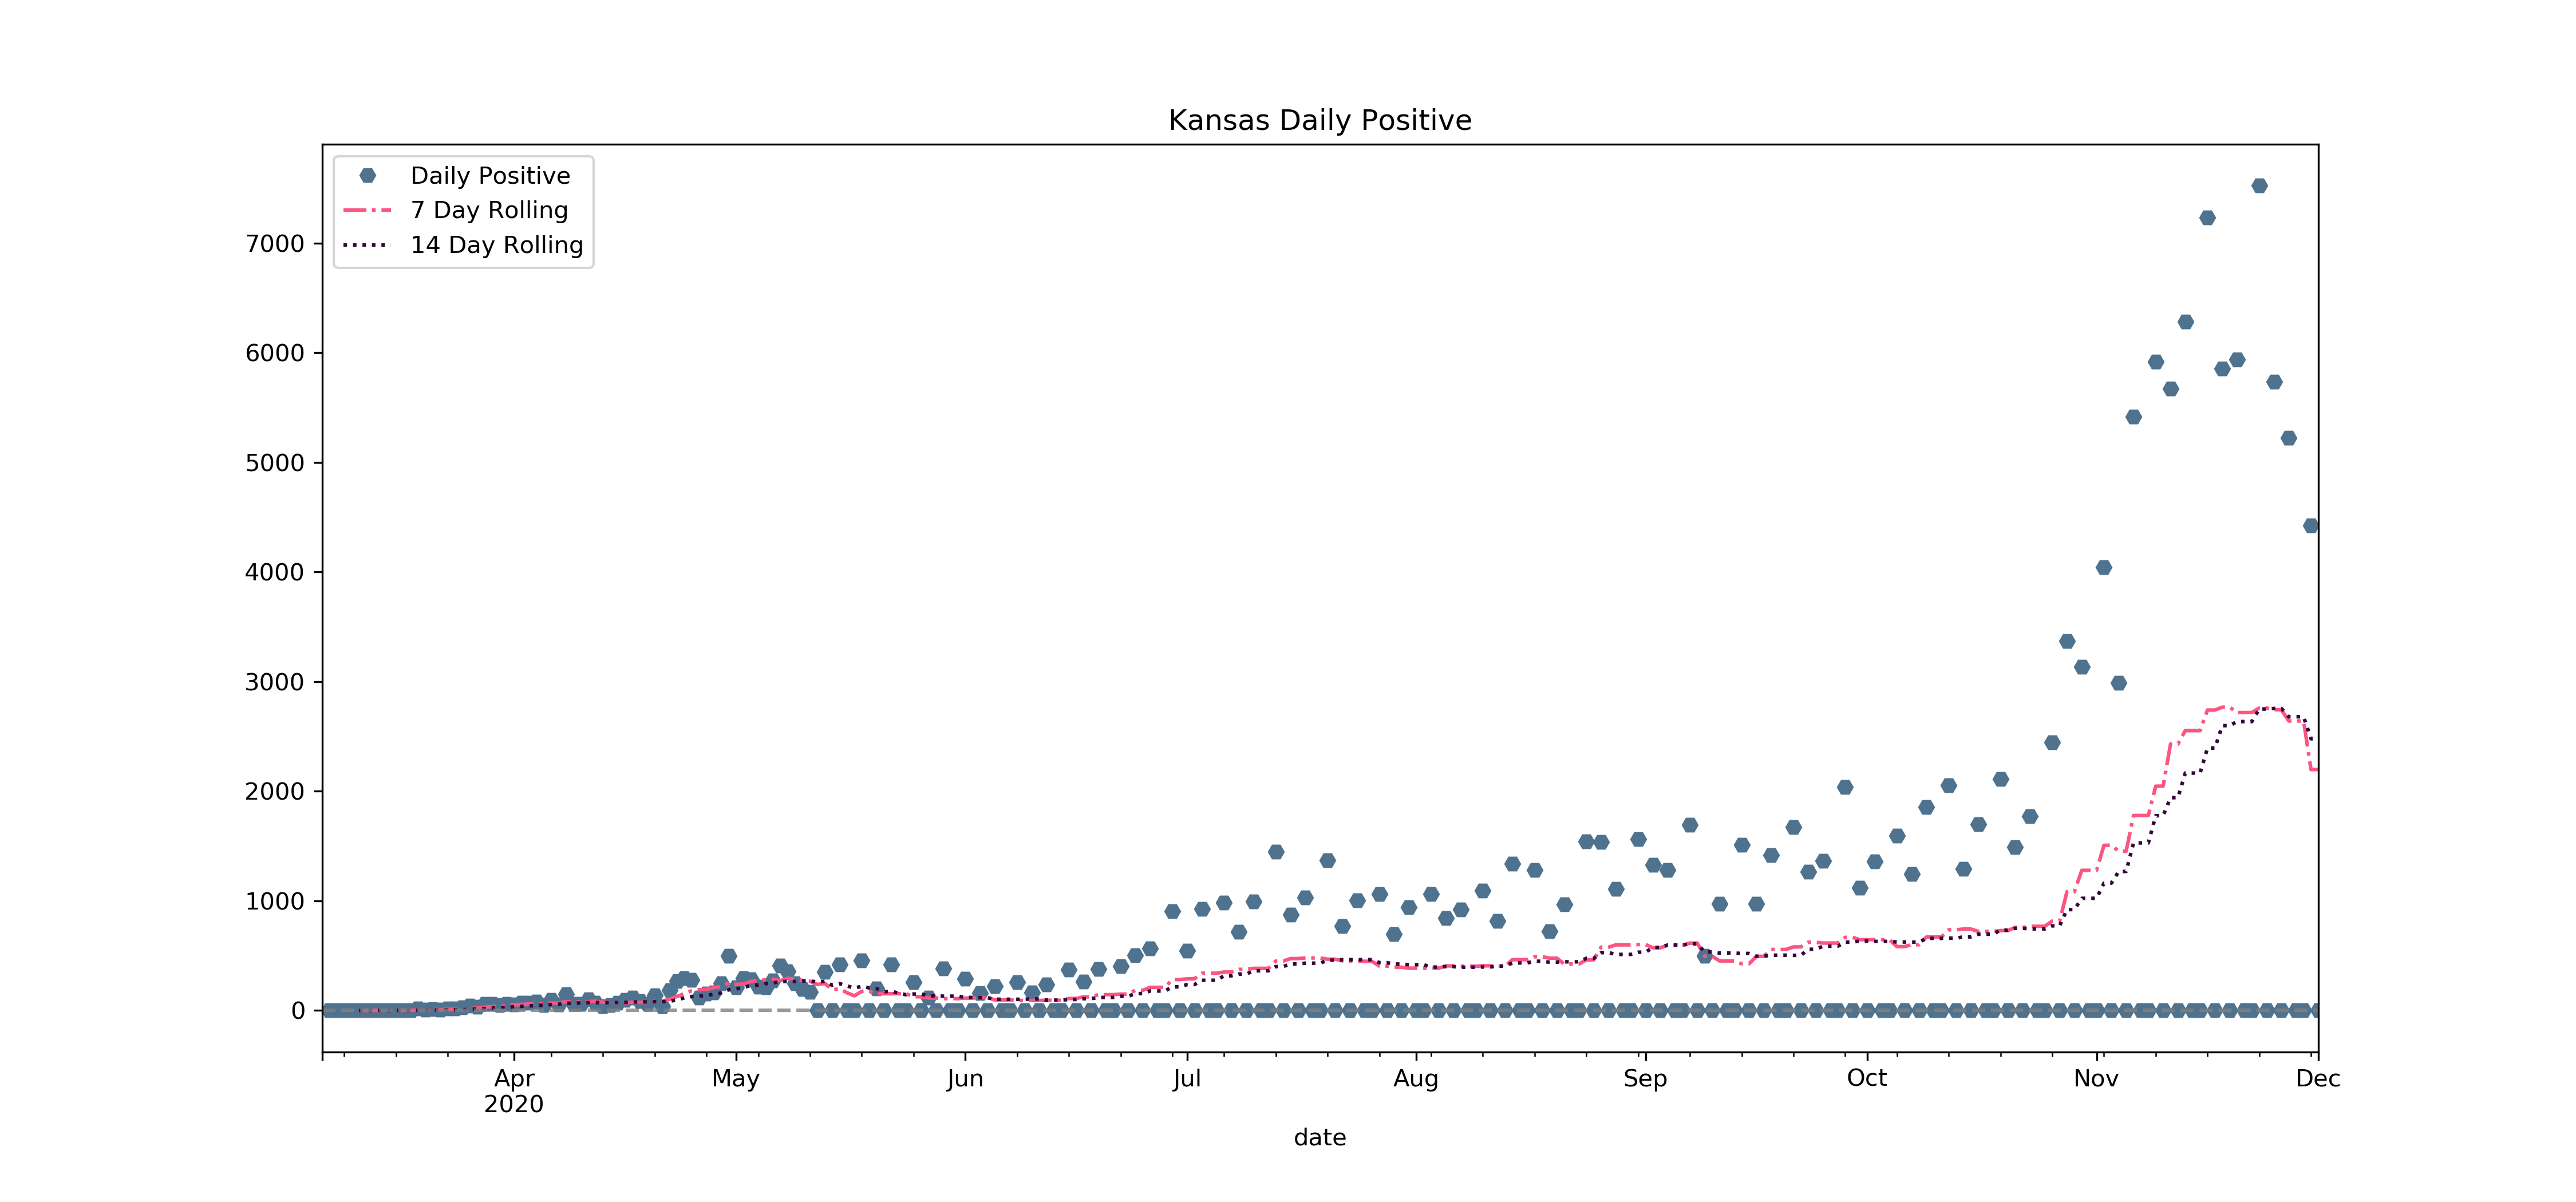 Kansas Daily Positive
Daily Positive
7 Day Rolling
14 Day Rolling
7000
6000
5000
4000
3000
2000
1000
0
Apr May Jun Jul Aug Sep Oct Nov Dec
2020
date